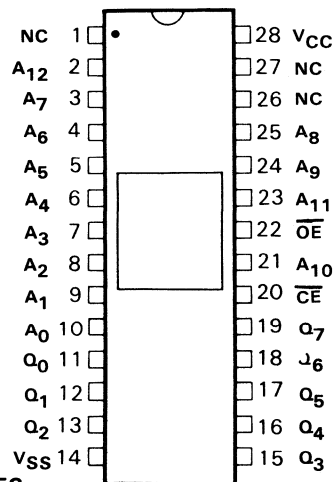 NC 1 28 VCC
A12 2 27 NC
A7 3 26 NC
A6 4 25 A8
A5 5 24 A9
A4 6 23 A11
A3 7 22 O̅E̅
A2 8 21 A10
A1 9 20 C̅E̅
A0 10 19 Q7
Q0 11 18 Q6
Q1 12 17 Q5
Q2 13 16 Q4
VSS 14 15 Q3